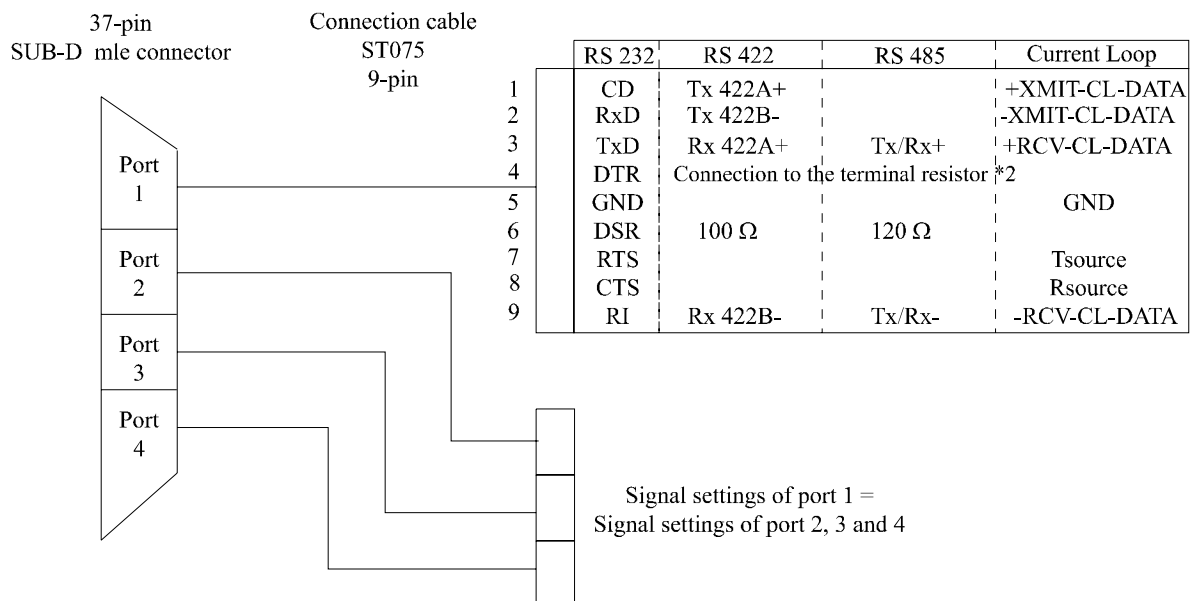 37-pin
SUB-D mle connector
Connection cable
ST075
9-pin
RS 232 RS 422 RS 485 Current Loop
1 CD Tx 422A+ +XMIT-CL-DATA
2 RxD Tx 422B- -XMIT-CL-DATA
3 TxD Rx 422A+ Tx/Rx+ +RCV-CL-DATA
4 DTR Connection to the terminal resistor *2
5 GND GND
6 DSR 100 Ω 120 Ω
7 RTS Tsource
8 CTS Rsource
9 RI Rx 422B- Tx/Rx- -RCV-CL-DATA
Port
1
Port
2
Port
3
Port
4
Signal settings of port 1 =
Signal settings of port 2, 3 and 4